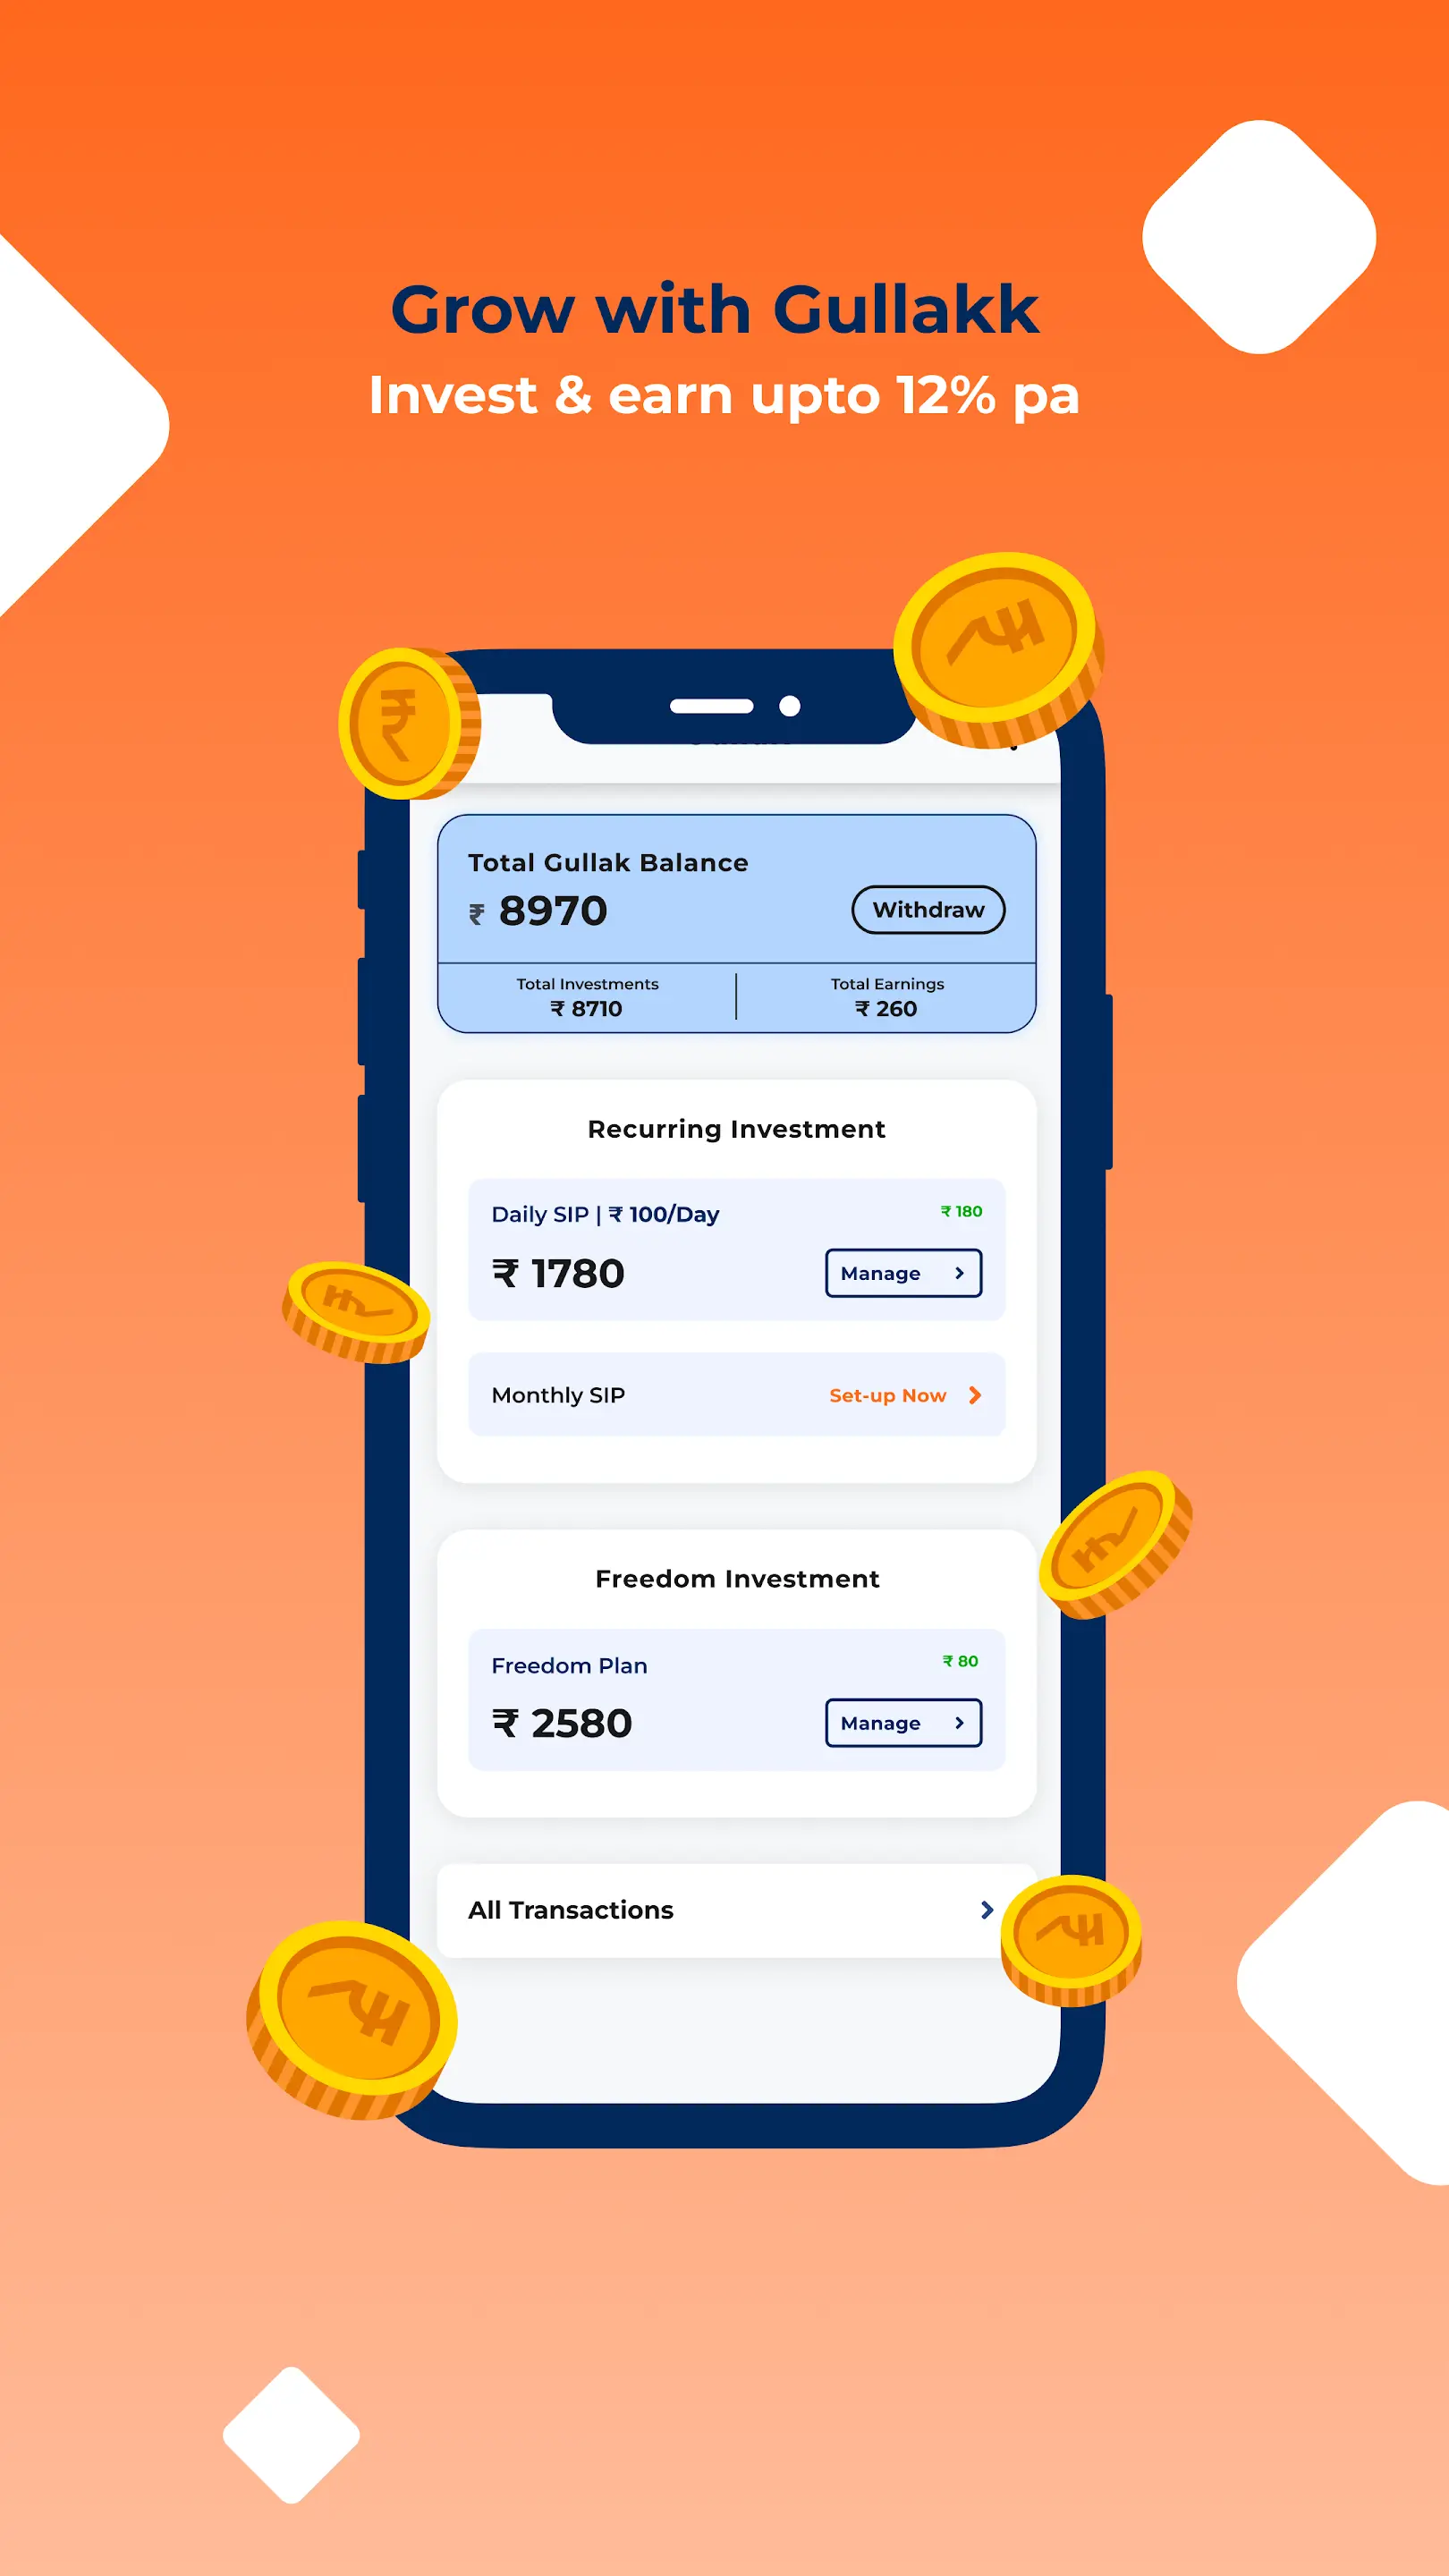 Grow with Gullakk
Invest & earn upto 12% pa
Total Gullak Balance
₹ 8970
Withdraw
Total Investments
₹ 8710
Total Earnings
₹ 260
Recurring Investment
Daily SIP | ₹ 100/Day
₹ 180
₹ 1780
Manage
Monthly SIP
Set-up Now
Freedom Investment
Freedom Plan
₹ 80
₹ 2580
Manage
All Transactions
₹
₹
₹
₹
₹
₹